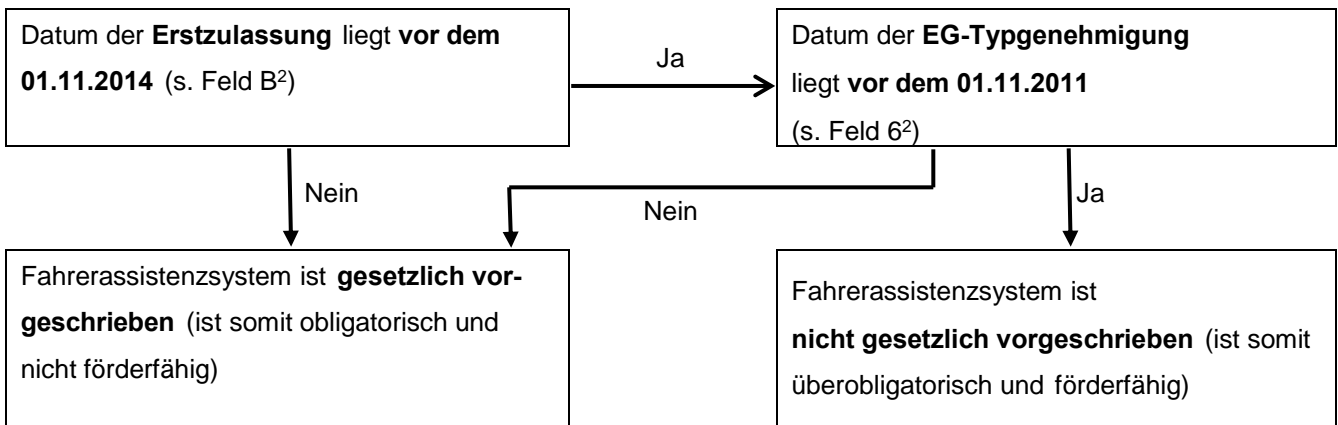 Datum der Erstzulassung liegt vor dem
01.11.2014 (s. Feld B²)
Ja
Datum der EG-Typgenehmigung
liegt vor dem 01.11.2011
(s. Feld 6²)
Nein
Nein
Ja
Fahrerassistenzsystem ist gesetzlich vor-
geschrieben (ist somit obligatorisch und
nicht förderfähig)
Fahrerassistenzsystem ist
nicht gesetzlich vorgeschrieben (ist somit
überobligatorisch und förderfähig)